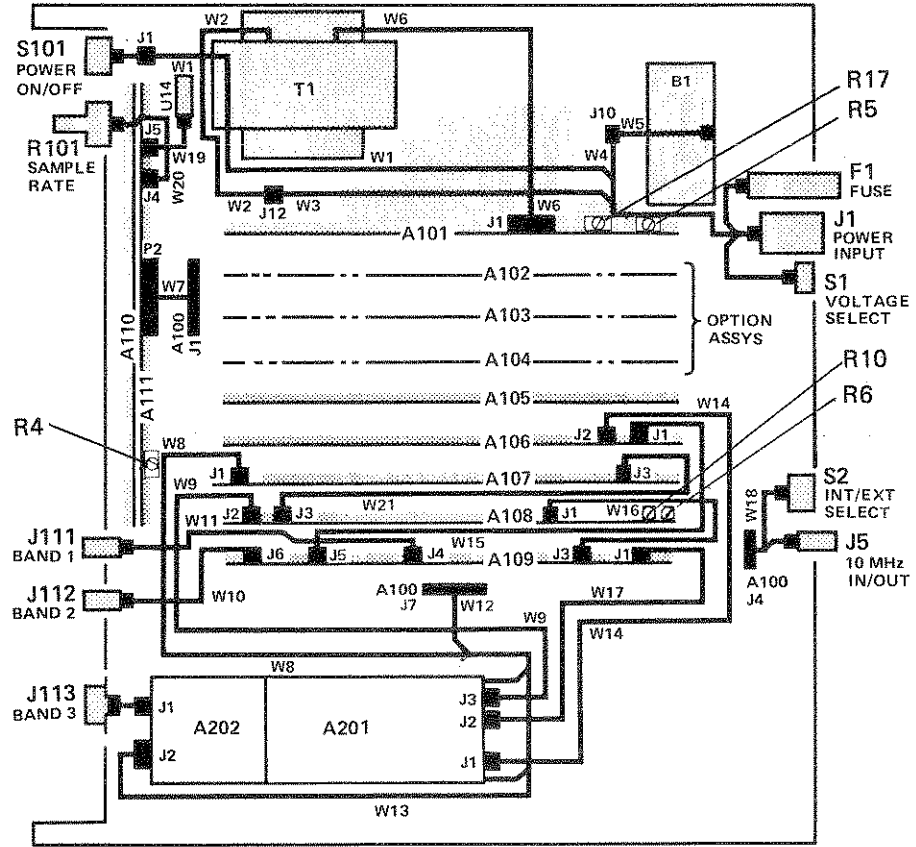 W2
W6
S101
J1
POWER
ON/OFF
W1
U14
T1
B1
R17
R5
J10
W5
R101
SAMPLE
RATE
J5
W19
W20
J4
W1
W4
F1
FUSE
W2
J12
W3
J1
W6
A101
J1
POWER
INPUT
P2
W7
A100
J1
A110
A111
A102
A103
A104
OPTION
ASSYS
S1
VOLTAGE
SELECT
A105
R10
R6
R4
W8
J2
J1
W14
A106
J1
J3
A107
W9
W21
J2
J3
J1
W16
A108
S2
INT/EXT
SELECT
W18
J111
BAND 1
W11
W15
J6
J5
J4
J3
J1
A109
J5
10 MHz
IN/OUT
A100
J4
J112
BAND 2
W10
A100
J7
W12
W17
W9
W14
W8
J113
BAND 3
J1
A202
A201
J3
J2
J2
J1
W13